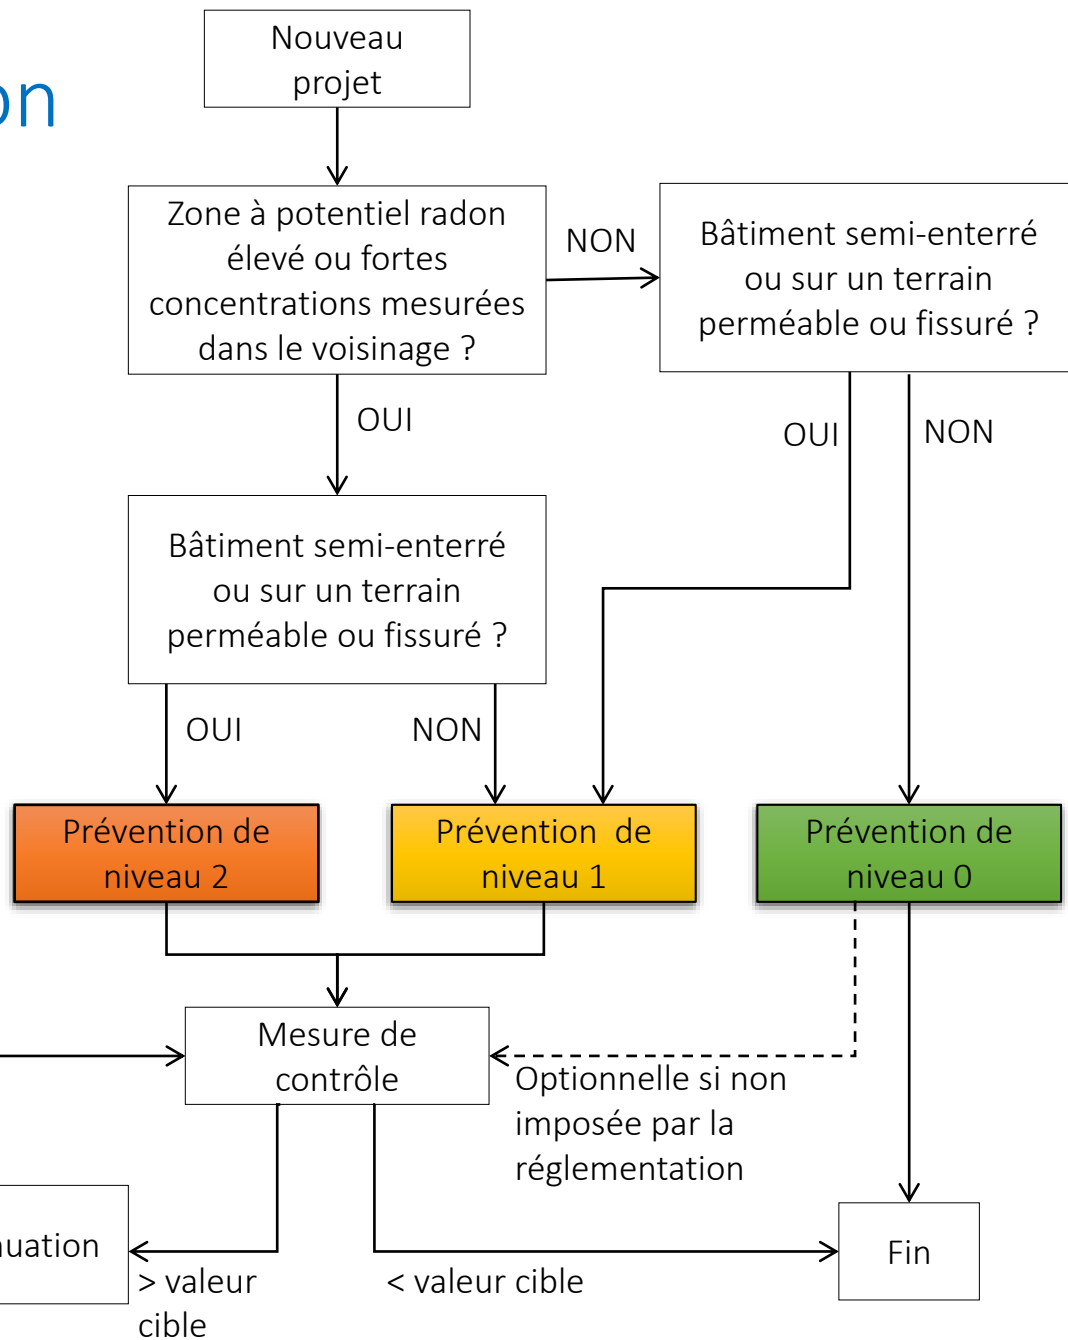 on
Nouveau
projet
Zone à potentiel radon
élevé ou fortes
concentrations mesurées
dans le voisinage ?
NON
Bâtiment semi-enterré
ou sur un terrain
perméable ou fissuré ?
OUI
OUI
NON
Bâtiment semi-enterré
ou sur un terrain
perméable ou fissuré ?
OUI
NON
Prévention de
niveau 2
Prévention de
niveau 1
Prévention de
niveau 0
Mesure de
contrôle
Optionnelle si non
imposée par la
réglementation
uation
> valeur
cible
< valeur cible
Fin